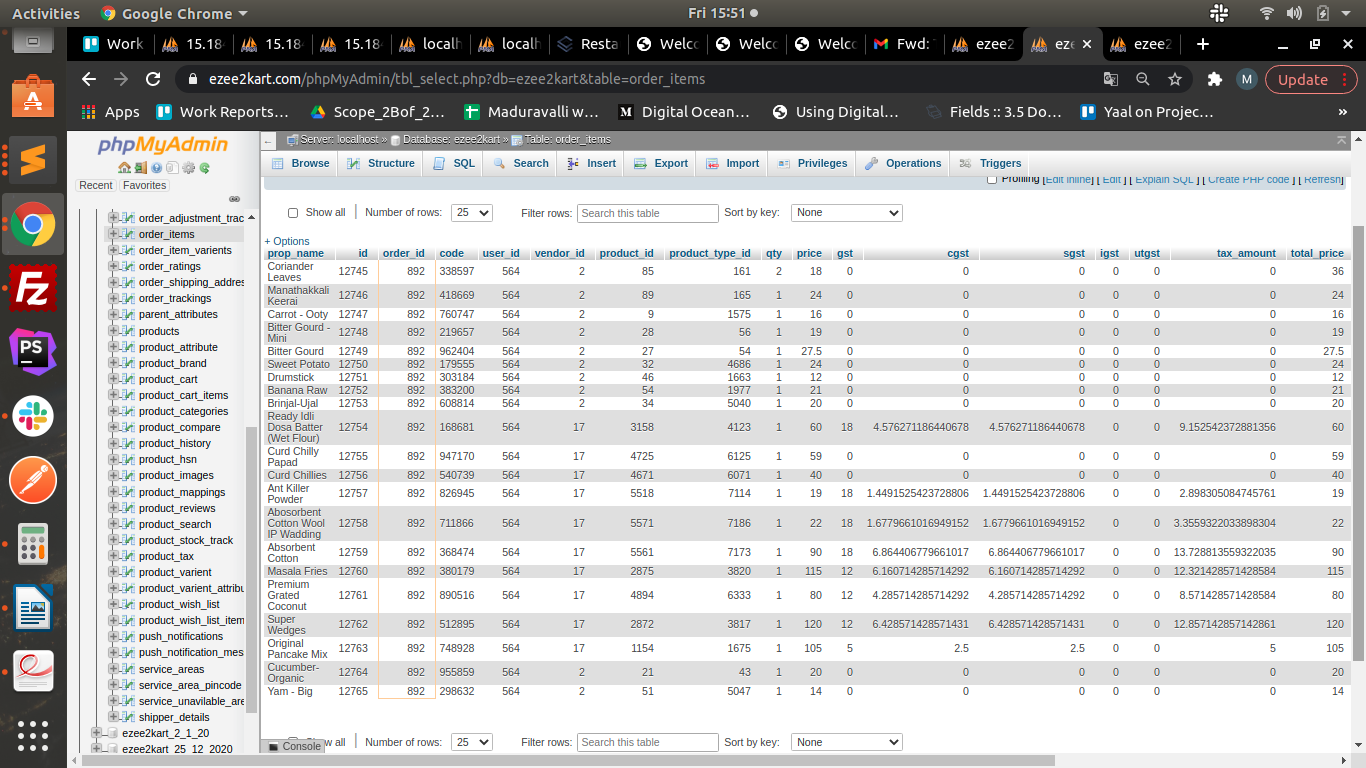 Activities Google Chrome Fri 15:51
Work 15.18 15.18 15.18 localh localh Resta Welco Welco Welco Fwd: ezee2 eze ezee2
ezee2kart.com/phpMyAdmin/tbl_select.php?db=ezee2kart&table=order_items M Update
Apps Work Reports... Scope_2Bof_2... Maduravalli w... Digital Ocean... Using Digital... Fields :: 3.5 Do... Yaal on Projec... »
phpMyAdmin
Recent Favorites
order_adjustment_trac
order_items
order_item_varients
order_ratings
order_shipping_addres
order_trackings
parent_attributes
products
product_attribute
product_brand
product_cart
product_cart_items
product_categories
product_compare
product_history
product_hsn
product_images
product_mappings
product_reviews
product_search
product_stock_track
product_tax
product_varient
product_varient_attribu
product_wish_list
product_wish_list_item
push_notifications
push_notification_mes
service_areas
service_area_pincode
service_unavilable_are
shipper_details
ezee2kart_2_1_20
ezee2kart_25_12_2020
Server: localhost » Database: ezee2kart » Table: order_items
Browse Structure SQL Search Insert Export Import Privileges Operations Triggers
Profiling [Edit inline] [ Edit ] [ Explain SQL ] [ Create PHP code ] [ Refresh]
Show all Number of rows: 25 Filter rows: Search this table Sort by key: None
+ Options
prop_name id order_id code user_id vendor_id product_id product_type_id qty price gst cgst sgst igst utgst tax_amount total_price
Coriander
Leaves 12745 892 338597 564 2 85 161 2 18 0 0 0 0 0 0 36
Manathakkali
Keerai 12746 892 418669 564 2 89 165 1 24 0 0 0 0 0 0 24
Carrot - Ooty 12747 892 760747 564 2 9 1575 1 16 0 0 0 0 0 0 16
Bitter Gourd -
Mini 12748 892 219657 564 2 28 56 1 19 0 0 0 0 0 0 19
Bitter Gourd 12749 892 962404 564 2 27 54 1 27.5 0 0 0 0 0 0 27.5
Sweet Potato 12750 892 179555 564 2 32 4686 1 24 0 0 0 0 0 0 24
Drumstick 12751 892 303184 564 2 46 1663 1 12 0 0 0 0 0 0 12
Banana Raw 12752 892 383200 564 2 54 1977 1 21 0 0 0 0 0 0 21
Brinjal-Ujal 12753 892 608814 564 2 34 5040 1 20 0 0 0 0 0 0 20
Ready Idli
Dosa Batter
(Wet Flour) 12754 892 168681 564 17 3158 4123 1 60 18 4.576271186440678 4.576271186440678 0 0 9.152542372881356 60
Curd Chilly
Papad 12755 892 947170 564 17 4725 6125 1 59 0 0 0 0 0 0 59
Curd Chillies 12756 892 540739 564 17 4671 6071 1 40 0 0 0 0 0 0 40
Ant Killer
Powder 12757 892 826945 564 17 5518 7114 1 19 18 1.4491525423728806 1.4491525423728806 0 0 2.898305084745761 19
Abosorbent
Cotton Wool
IP Wadding 12758 892 711866 564 17 5571 7186 1 22 18 1.6779661016949152 1.6779661016949152 0 0 3.3559322033898304 22
Absorbent
Cotton 12759 892 368474 564 17 5561 7173 1 90 18 6.864406779661017 6.864406779661017 0 0 13.728813559322035 90
Masala Fries 12760 892 380179 564 17 2875 3820 1 115 12 6.160714285714292 6.160714285714292 0 0 12.321428571428584 115
Premium
Grated
Coconut 12761 892 890516 564 17 4894 6333 1 80 12 4.285714285714292 4.285714285714292 0 0 8.571428571428584 80
Super
Wedges 12762 892 512895 564 17 2872 3817 1 120 12 6.428571428571431 6.428571428571431 0 0 12.857142857142861 120
Original
Pancake Mix 12763 892 748928 564 17 1154 1675 1 105 5 2.5 2.5 0 0 5 105
Cucumber-
Organic 12764 892 955859 564 2 21 43 1 20 0 0 0 0 0 0 20
Yam - Big 12765 892 298632 564 2 51 5047 1 14 0 0 0 0 0 0 14
Console Show all Number of rows: 25 Filter rows: Search this table Sort by key: None